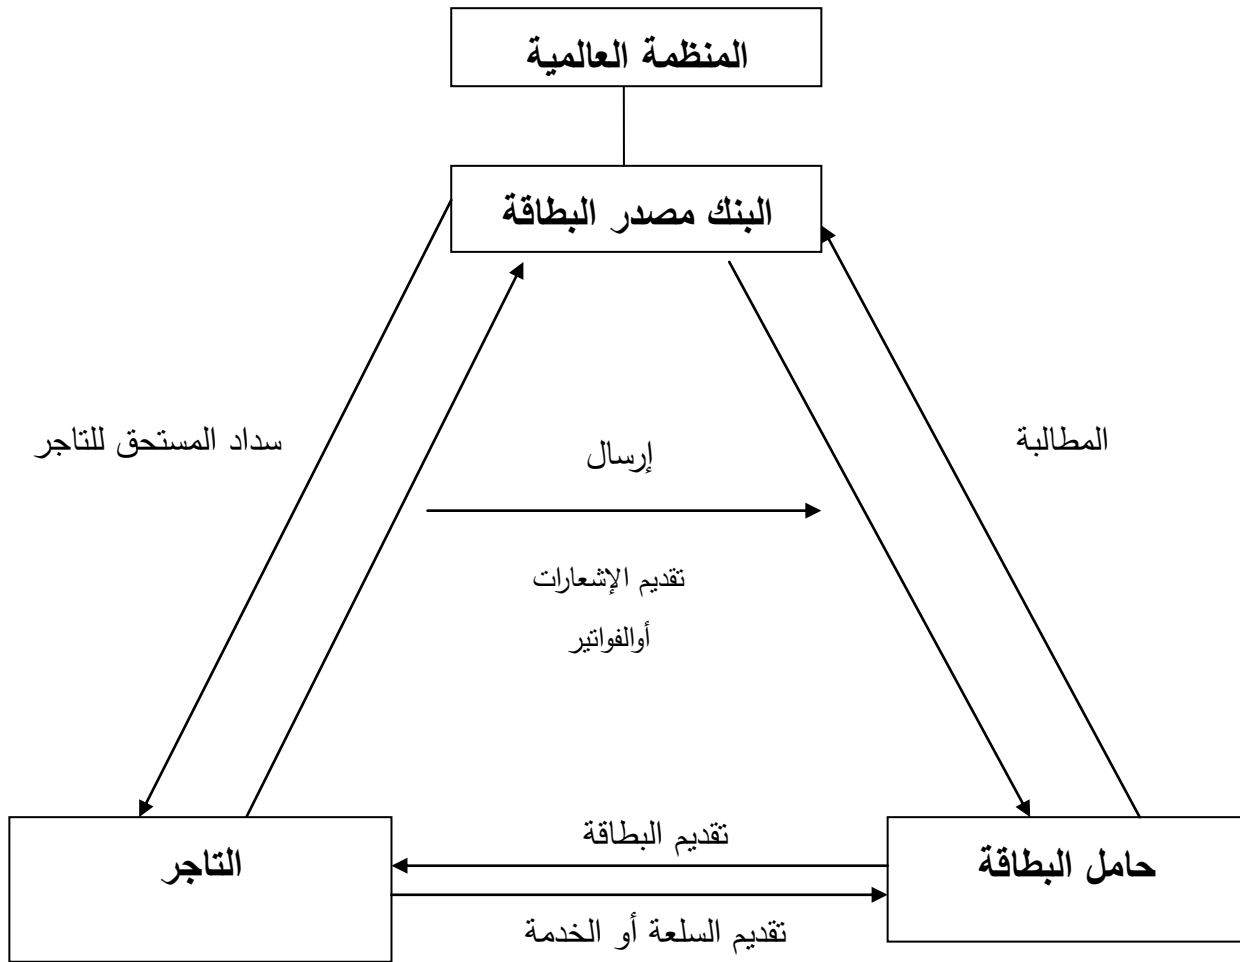 المنظمة العالمية
البنك مصدر البطاقة
المطالبة
سداد المستحق للتاجر
إرسال
تقديم الإشعارات
أوالفواتير
تقديم البطاقة
حامل البطاقة
التاجر
تقديم السلعة أو الخدمة